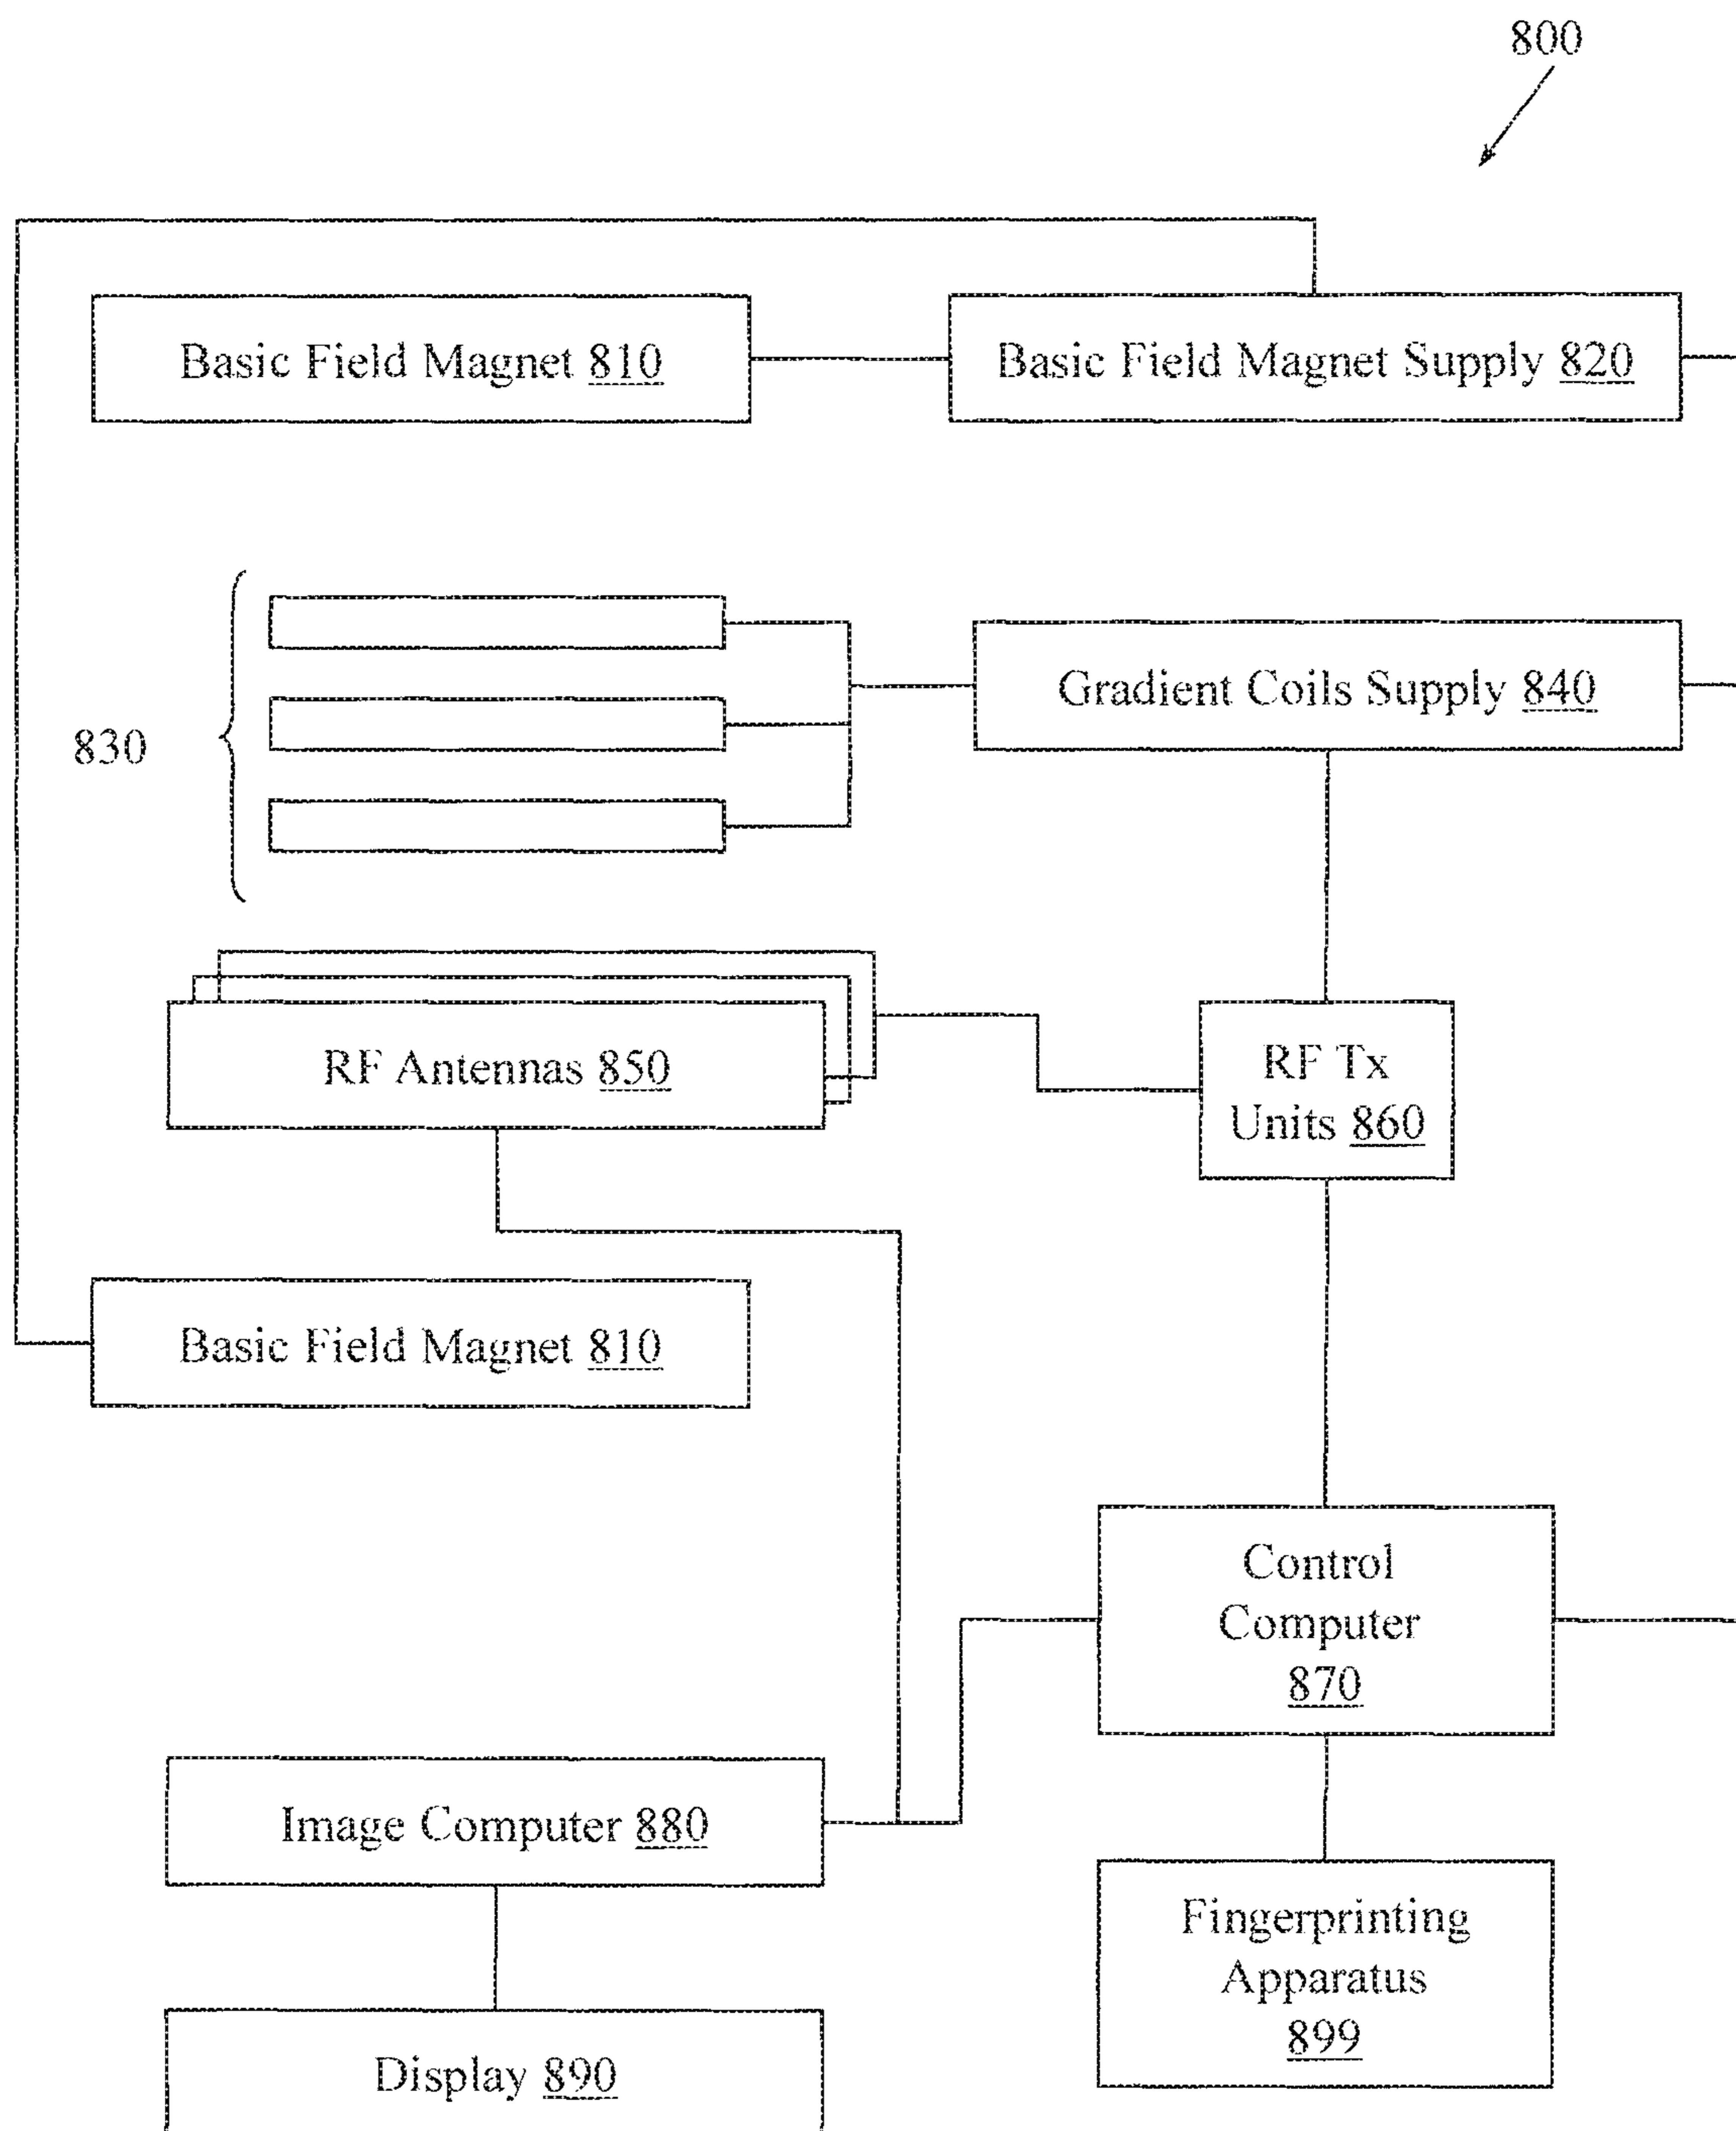 800
Basic Field Magnet 810
Basic Field Magnet Supply 820
830
Gradient Coils Supply 840
RF Antennas 850
RF Tx
Units 860
Basic Field Magnet 810
Control
Computer
870
Image Computer 880
Fingerprinting
Apparatus
899
Display 890